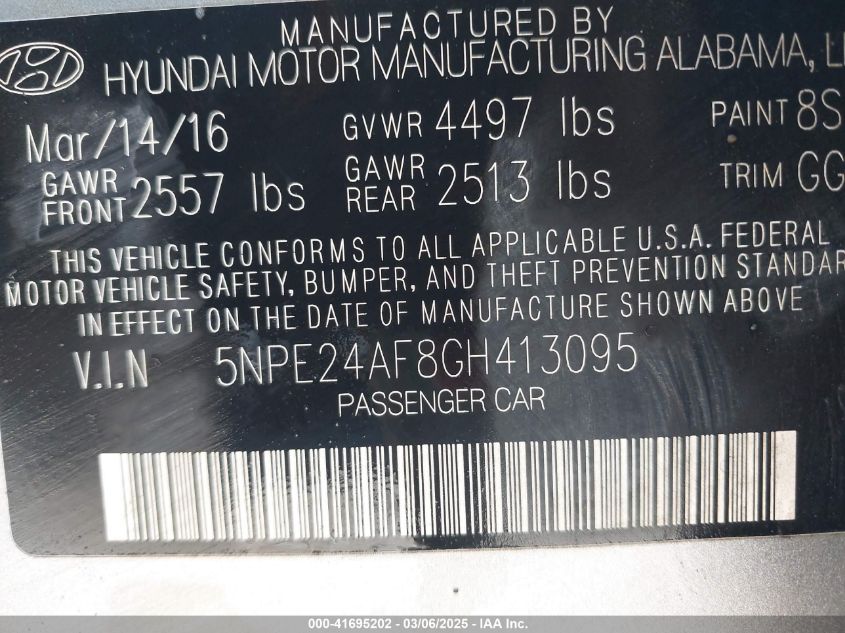 MANUFACTURED BY
HYUNDAI MOTOR MANUFACTURING ALABAMA,
Mar/14/16 GVWR 4497 lbs PAINT 8S
GAWR FRONT 2557 lbs GAWR REAR 2513 lbs TRIM GG
THIS VEHICLE CONFORMS TO ALL APPLICABLE U.S.A. FEDERAL
MOTOR VEHICLE SAFETY, BUMPER, AND THEFT PREVENTION STANDAR
IN EFFECT ON THE DATE OF MANUFACTURE SHOWN ABOVE
V.I.N 5NPE24AF8GH413095
PASSENGER CAR
000-41695202 - 03/06/2025 - IAA Inc.